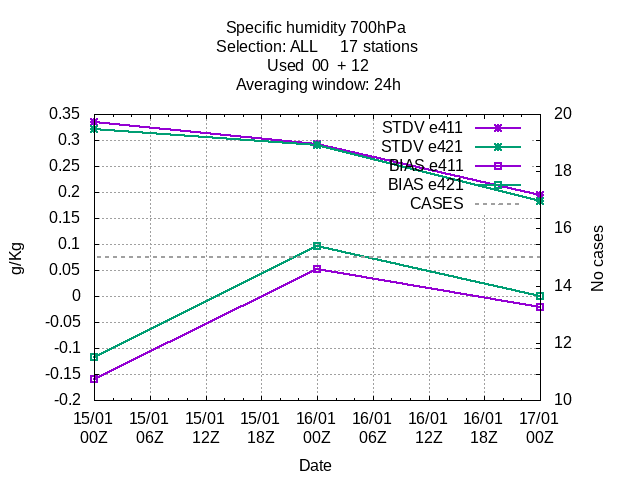 Specific humidity 700hPa
Selection: ALL 17 stations
Used 00 + 12
Averaging window: 24h
0.35
0.3
0.25
0.2
0.15
0.1
0.05
0
-0.05
-0.1
-0.15
-0.2
g/Kg
STDV e411
STDV e421
BIAS e411
BIAS e421
CASES
20
18
16
14
12
10
No cases
15/01 15/01 15/01 15/01 16/01 16/01 16/01 16/01 17/01
00Z 06Z 12Z 18Z 00Z 06Z 12Z 18Z 00Z
Date